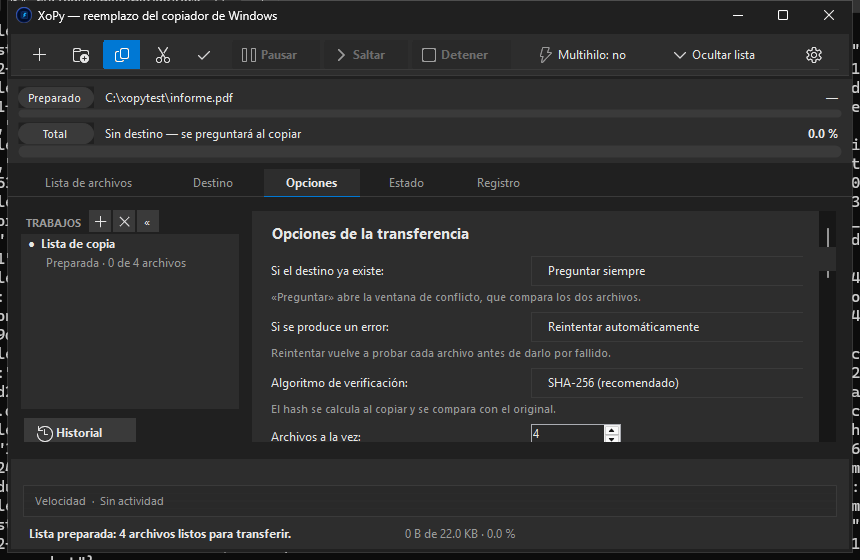 XoPy — reemplazo del copiador de Windows
Pausar Saltar Detener Multihilo: no Ocultar lista
Preparado C:\xopytest\informe.pdf —
Total Sin destino — se preguntará al copiar 0.0 %
Lista de archivos Destino Opciones Estado Registro
TRABAJOS
Lista de copia
Preparada · 0 de 4 archivos
Historial
Opciones de la transferencia
Si el destino ya existe: Preguntar siempre
«Preguntar» abre la ventana de conflicto, que compara los dos archivos.
Si se produce un error: Reintentar automáticamente
Reintentar vuelve a probar cada archivo antes de darlo por fallido.
Algoritmo de verificación: SHA-256 (recomendado)
El hash se calcula al copiar y se compara con el original.
Archivos a la vez: 4
Velocidad · Sin actividad
Lista preparada: 4 archivos listos para transferir. 0 B de 22.0 KB · 0.0 %